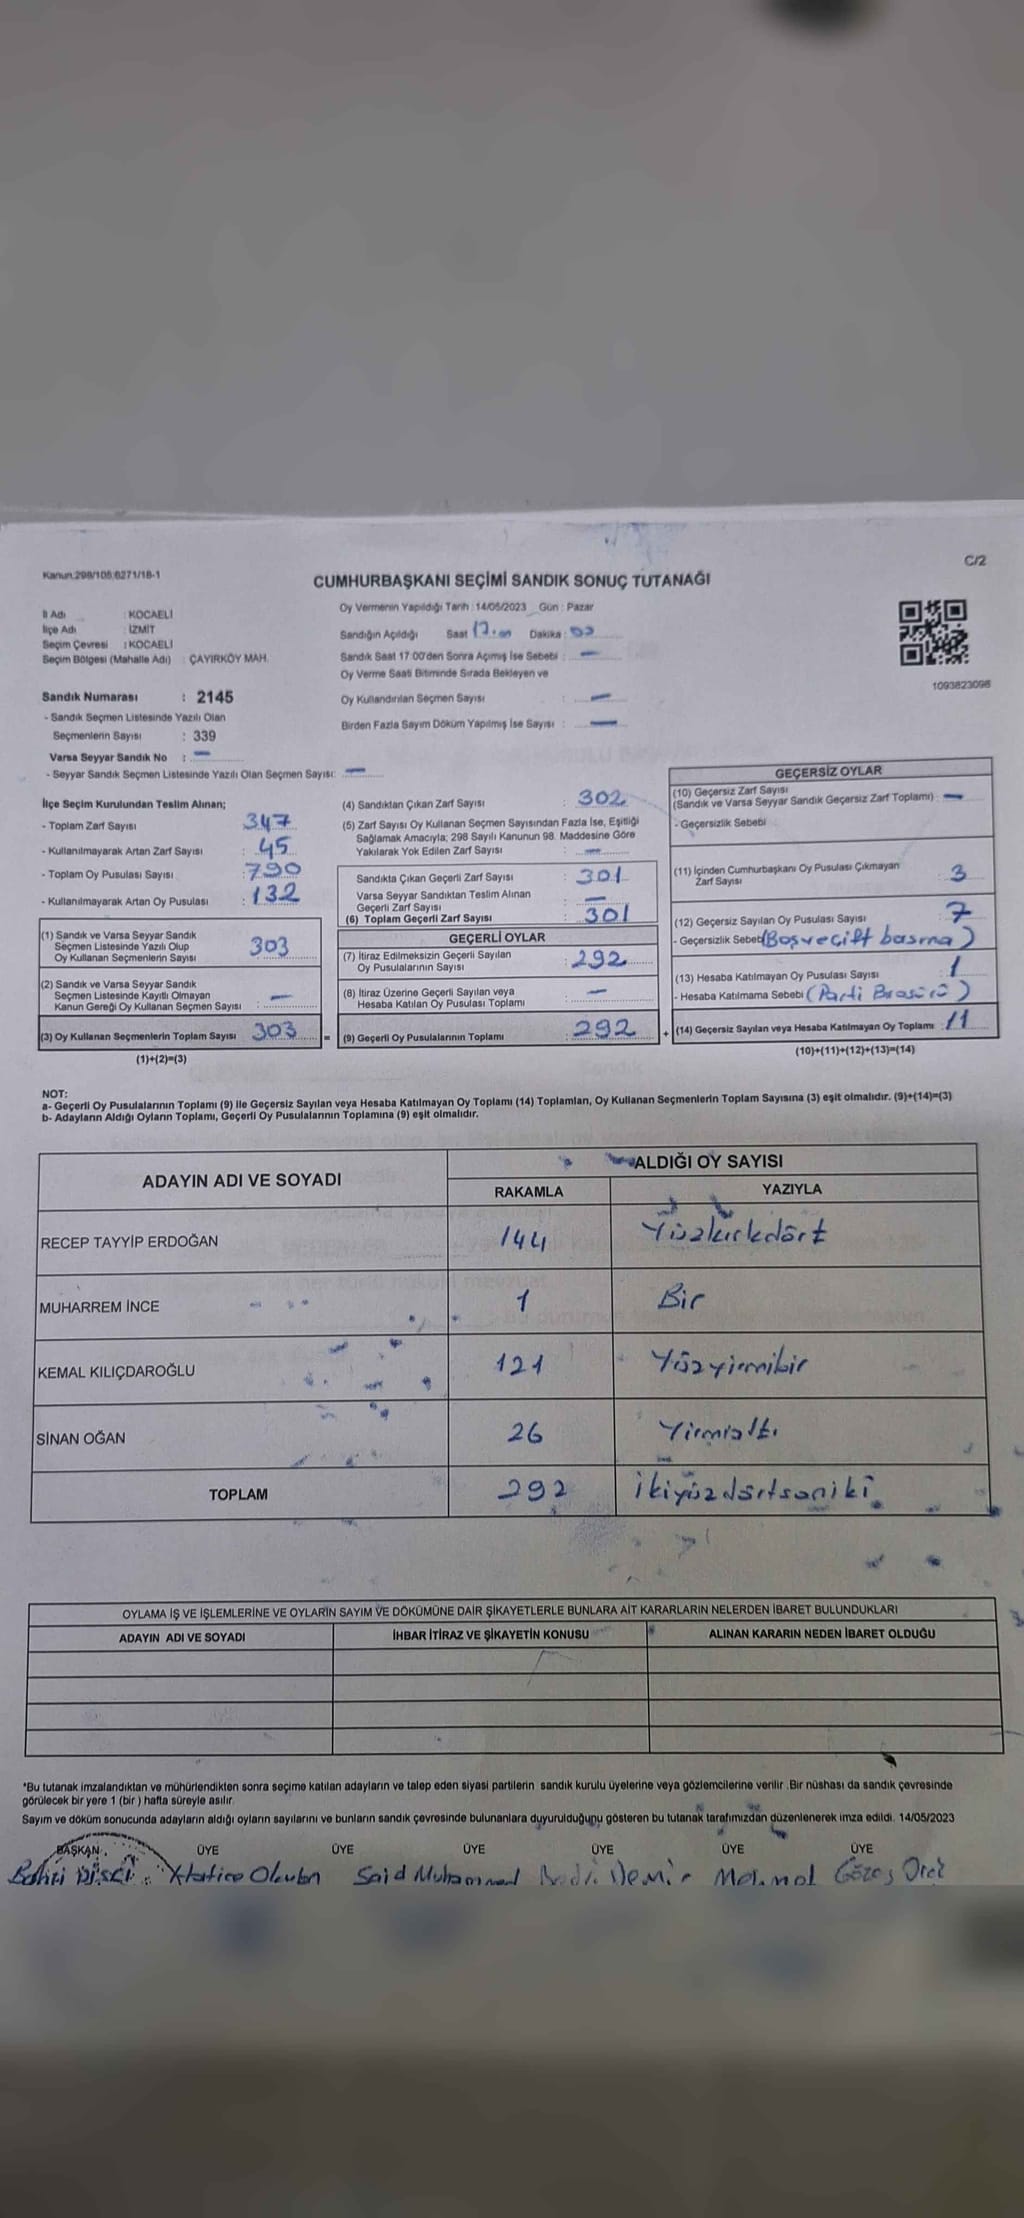 Kanun:298/105;6271/18-1
C/2
CUMHURBAŞKANI SEÇİMİ SANDIK SONUÇ TUTANAĞI
İl Adı : KOCAELİ
İlçe Adı : İZMİT
Seçim Çevresi : KOCAELİ
Seçim Bölgesi (Mahalle Adı) : ÇAYIRKÖY MAH.
Oy Vermenin Yapıldığı Tarih : 14/05/2023 Gün : Pazar
Sandığın Açıldığı Saat Dakika :
Sandık Saat 17:00'den Sonra Açımış İse Sebebi : —
Oy Verme Saati Bitiminde Sırada Bekleyen ve
Oy Kullandırılan Seçmen Sayısı : —
Birden Fazla Sayım Döküm Yapılmış İse Sayısı : —
1093823096
Sandık Numarası : 2145
- Sandık Seçmen Listesinde Yazılı Olan
Seçmenlerin Sayısı : 339
Varsa Seyyar Sandık No : —
- Seyyar Sandık Seçmen Listesinde Yazılı Olan Seçmen Sayısı: —
İlçe Seçim Kurulundan Teslim Alınan;
- Toplam Zarf Sayısı : 347
- Kullanılmayarak Artan Zarf Sayısı : 45
- Toplam Oy Pusulası Sayısı : 790
- Kullanılmayarak Artan Oy Pusulası : 132
(1) Sandık ve Varsa Seyyar Sandık
Seçmen Listesinde Yazılı Olup
Oy Kullanan Seçmenlerin Sayısı : 303
(2) Sandık ve Varsa Seyyar Sandık
Seçmen Listesinde Kayıtlı Olmayan
Kanun Gereği Oy Kullanan Seçmen Sayısı : —
(3) Oy Kullanan Seçmenlerin Toplam Sayısı : 303 =
(1)+(2)=(3)
(4) Sandıktan Çıkan Zarf Sayısı : 302
(5) Zarf Sayısı Oy Kullanan Seçmen Sayısından Fazla İse, Eşitliği
Sağlamak Amacıyla; 298 Sayılı Kanunun 98. Maddesine Göre
Yakılarak Yok Edilen Zarf Sayısı : —
Sandıkta Çıkan Geçerli Zarf Sayısı : 301
Varsa Seyyar Sandıktan Teslim Alınan
Geçerli Zarf Sayısı : —
(6) Toplam Geçerli Zarf Sayısı : 301
GEÇERLİ OYLAR
(7) İtiraz Edilmeksizin Geçerli Sayılan
Oy Pusulalarının Sayısı : 292
(8) İtiraz Üzerine Geçerli Sayılan veya
Hesaba Katılan Oy Pusulası Toplamı : —
(9) Geçerli Oy Pusulalarının Toplamı : 292 +
GEÇERSİZ OYLAR
(10) Geçersiz Zarf Sayısı
(Sandık ve Varsa Seyyar Sandık Geçersiz Zarf Toplamı) : —
- Geçersizlik Sebebi
(11) İçinden Cumhurbaşkanı Oy Pusulası Çıkmayan
Zarf Sayısı : 3
(12) Geçersiz Sayılan Oy Pusulası Sayısı : 7
- Geçersizlik Sebebi (Boş ve çift basma)
(13) Hesaba Katılmayan Oy Pusulası Sayısı : 1
- Hesaba Katılmama Sebebi (Parti Broşürü)
(14) Geçersiz Sayılan veya Hesaba Katılmayan Oy Toplamı : 11
(10)+(11)+(12)+(13)=(14)
NOT:
a- Geçerli Oy Pusulalarının Toplamı (9) ile Geçersiz Sayılan veya Hesaba Katılmayan Oy Toplamı (14) Toplamları, Oy Kullanan Seçmenlerin Toplam Sayısına (3) eşit olmalıdır. (9)+(14)=(3)
b- Adayların Aldığı Oyların Toplamı, Geçerli Oy Pusulalarının Toplamına (9) eşit olmalıdır.
ADAYIN ADI VE SOYADI ALDIĞI OY SAYISI
RAKAMLA YAZIYLA
RECEP TAYYİP ERDOĞAN 144 Yüzkırkdört
MUHARREM İNCE 1 Bir
KEMAL KILIÇDAROĞLU 121 Yüzyirmibir
SİNAN OĞAN 26 Yirmialtı
TOPLAM 292
OYLAMA İŞ VE İŞLEMLERİNE VE OYLARIN SAYIM VE DÖKÜMÜNE DAİR ŞİKAYETLERLE BUNLARA AİT KARARLARIN NELERDEN İBARET BULUNDUKLARI
ADAYIN ADI VE SOYADI İHBAR İTİRAZ VE ŞİKAYETİN KONUSU ALINAN KARARIN NEDEN İBARET OLDUĞU
*Bu tutanak imzalandıktan ve mühürlendikten sonra seçime katılan adayların ve talep eden siyasi partilerin sandık kurulu üyelerine veya gözlemcilerine verilir .Bir nüshası da sandık çevresinde
görülecek bir yere 1 (bir ) hafta süreyle asılır.
Sayım ve döküm sonucunda adayların aldığı oyların sayılarını ve bunların sandık çevresinde bulunanlara duyurulduğunu gösteren bu tutanak tarafımızdan düzenlenerek imza edildi. 14/05/2023
BAŞKAN ÜYE ÜYE ÜYE ÜYE ÜYE ÜYE
Said Muhammed